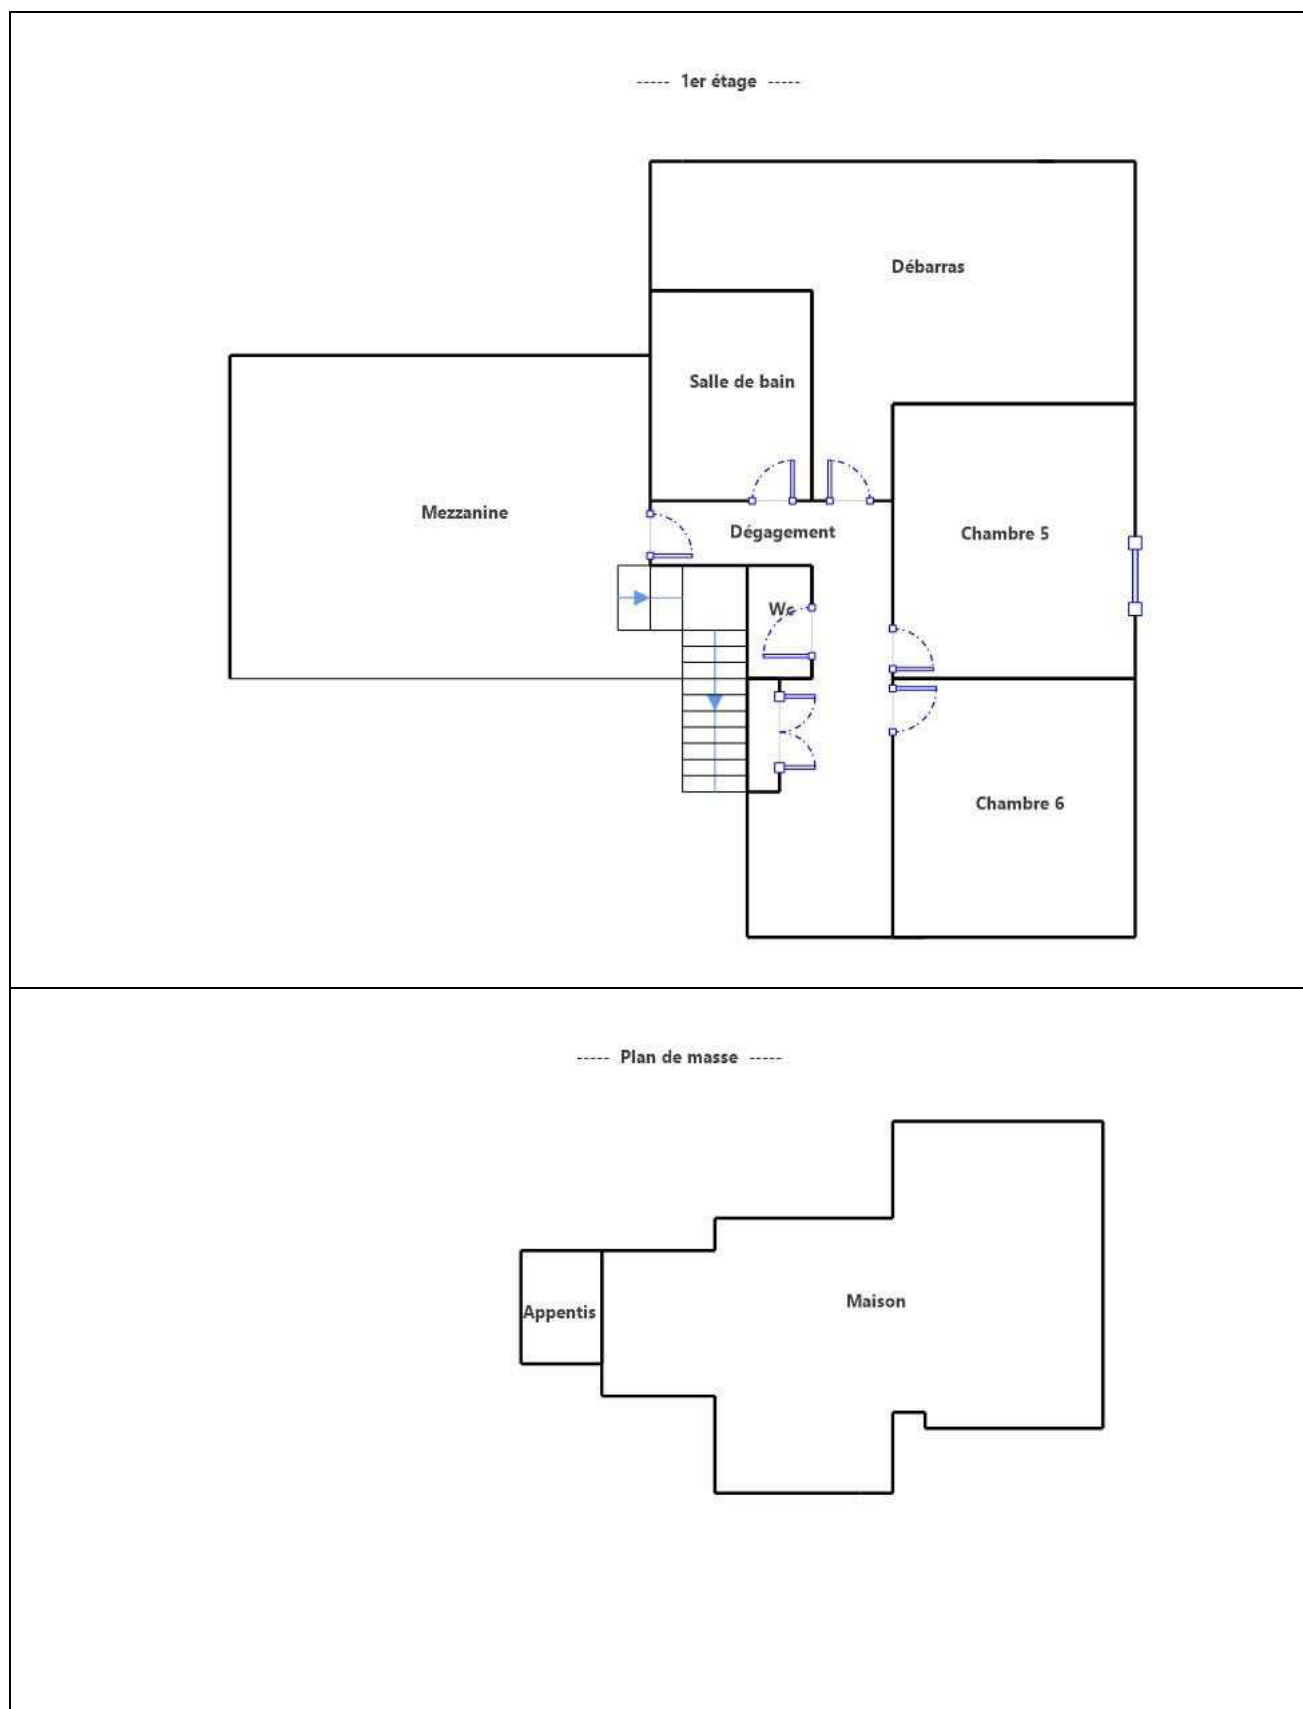 ----- 1er étage -----
Débarras
Salle de bain
Mezzanine
Dégagement
Chambre 5
Wc
Chambre 6
----- Plan de masse -----
Maison
Appentis